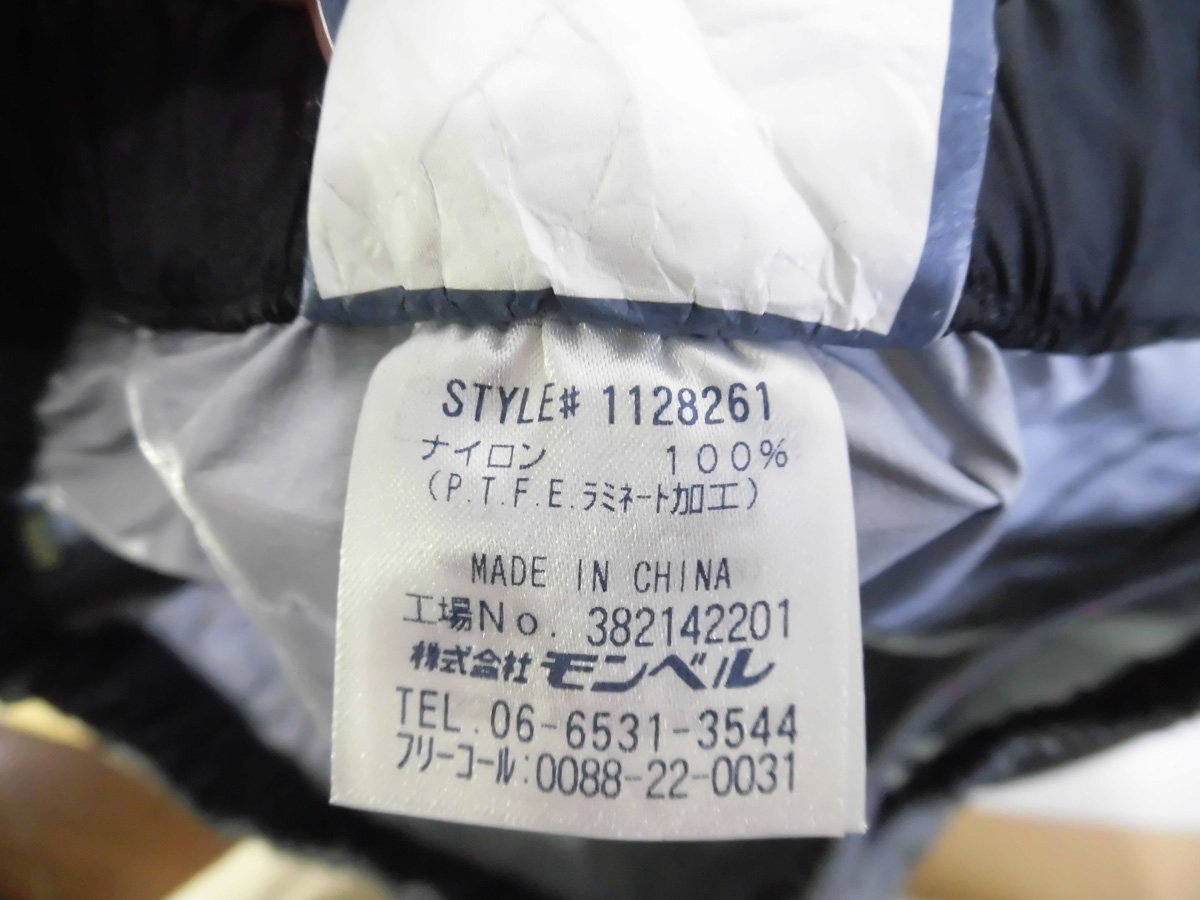 STYLE# 1128261
ナイロン 100%
(P.T.F.E.ラミネート加工)
MADE IN CHINA
工場No. 382142201
株式会社 モンベル
TEL. 06-6531-3544
フリーコール:0088-22-0031